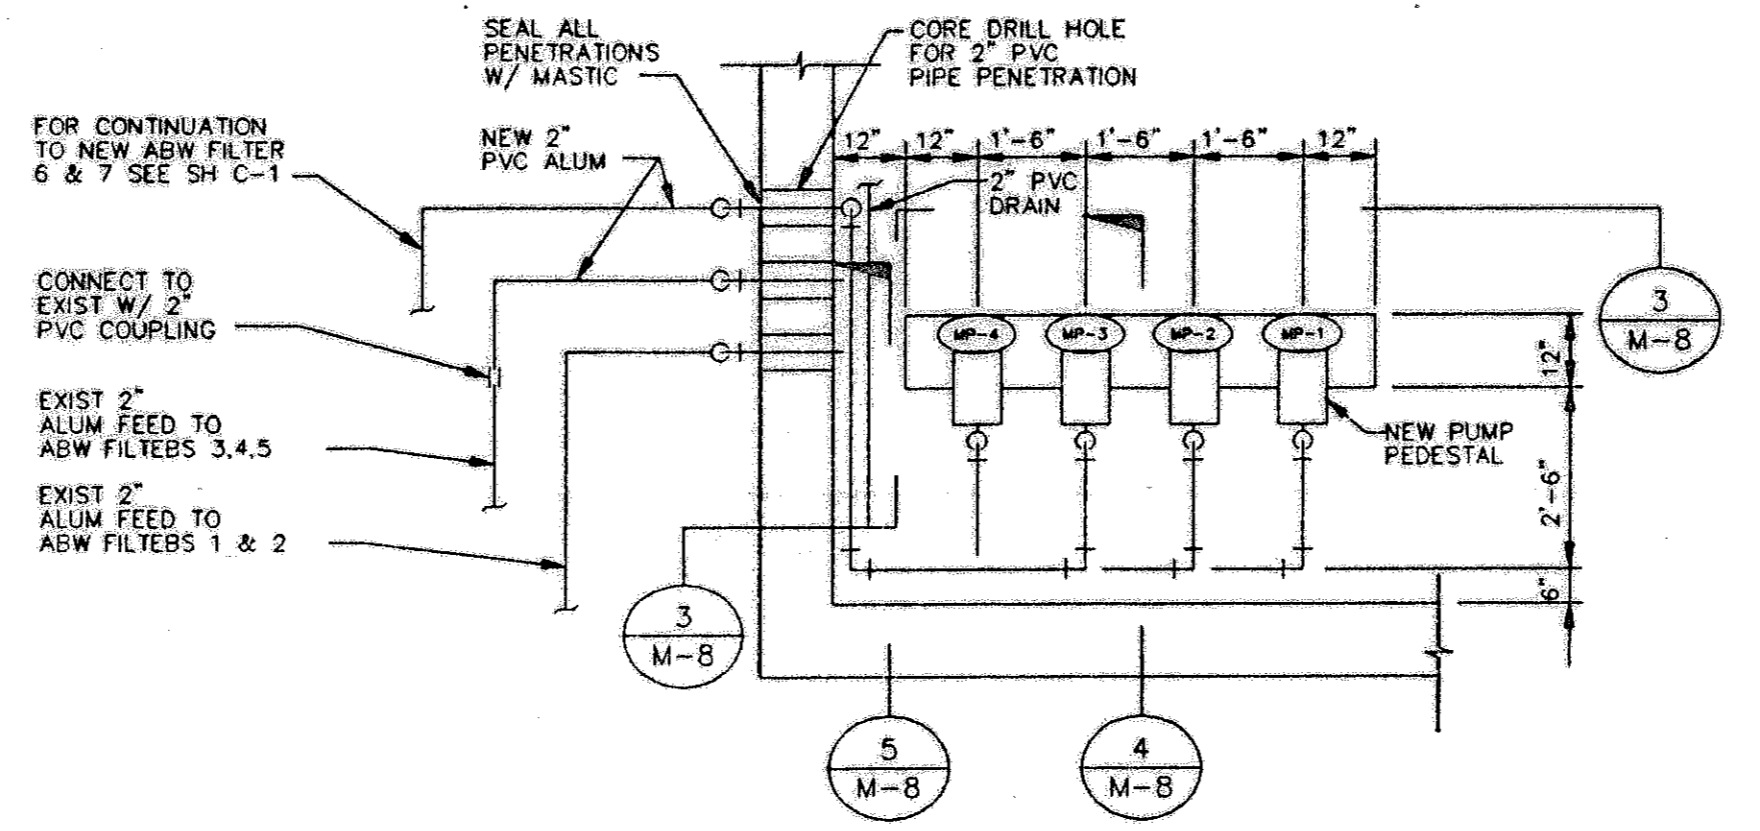 SEAL ALL
PENETRATIONS
W/ MASTIC
CORE DRILL HOLE
FOR 2" PVC
PIPE PENETRATION
FOR CONTINUATION
TO NEW ABW FILTER
6 & 7 SEE SH C-1
NEW 2"
PVC ALUM
12"
12"
1'-6"
1'-6"
1'-6"
12"
2" PVC
DRAIN
CONNECT TO
EXIST W/ 2"
PVC COUPLING
3
M-8
MP-4
MP-3
MP-2
MP-1
12"
EXIST 2"
ALUM FEED TO
ABW FILTEBS 3,4,5
NEW PUMP
PEDESTAL
2'-6"
EXIST 2"
ALUM FEED TO
ABW FILTEBS 1 & 2
6"
3
M-8
5
M-8
4
M-8